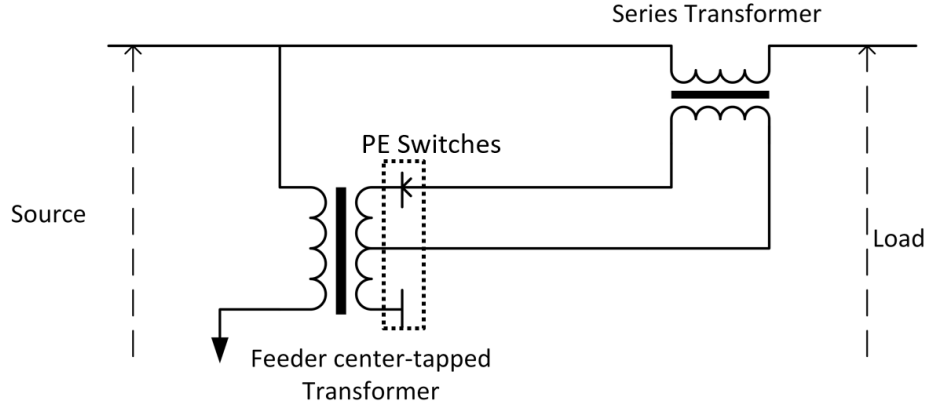 Series Transformer
PE Switches
Source
Load
Feeder center-tapped
Transformer